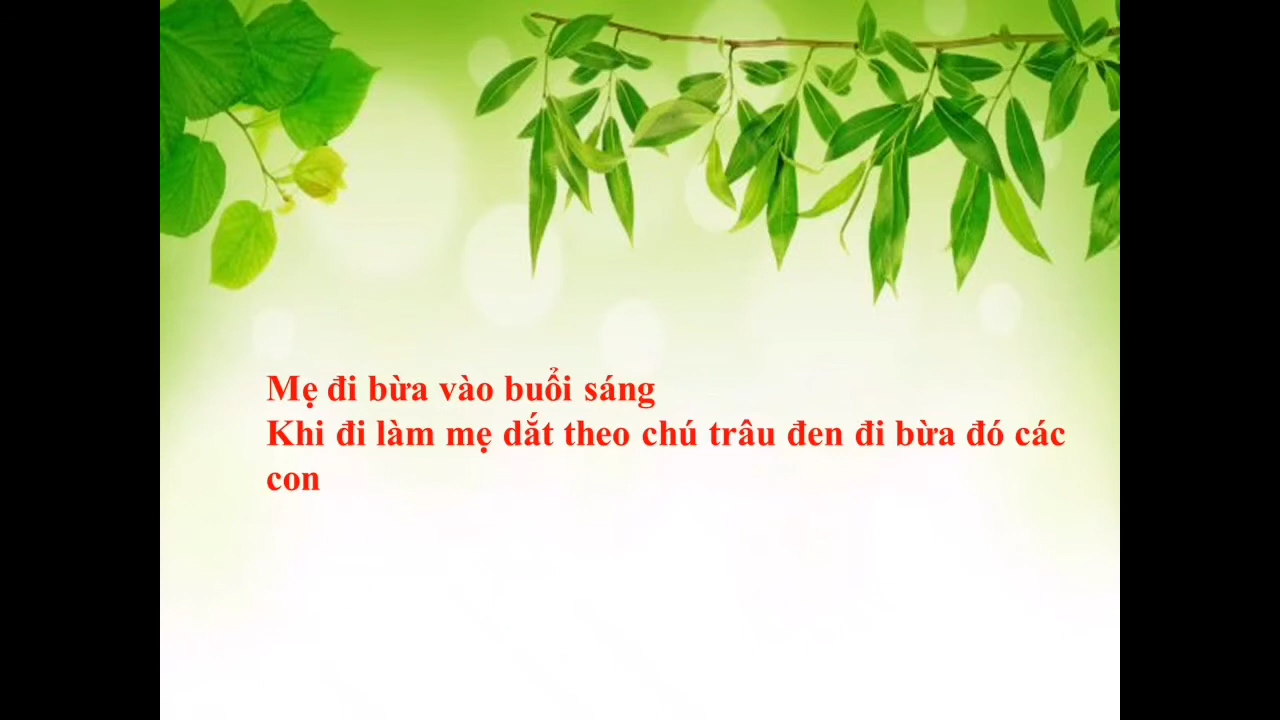 Mẹ đi bừa vào buổi sáng
Khi đi làm mẹ dắt theo chú trâu đen đi bừa đó các
con